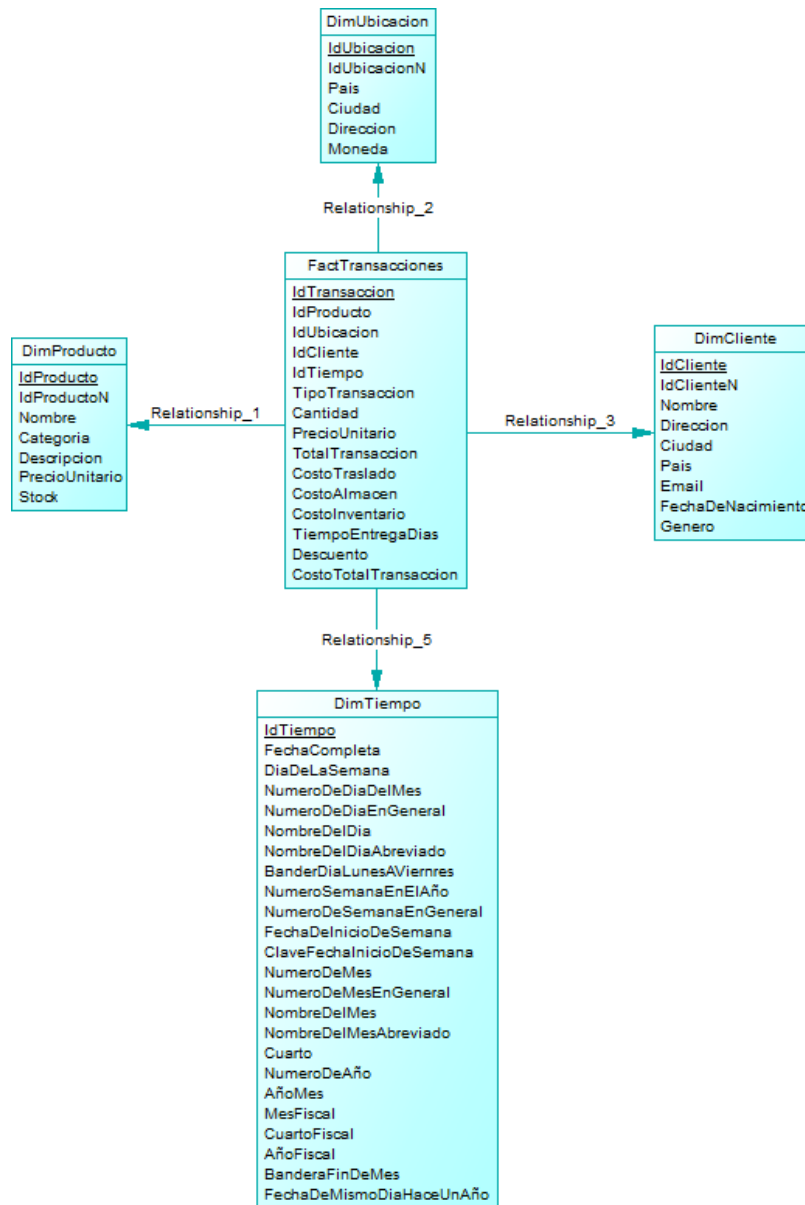 DimUbicacion
IdUbicacion
IdUbicacionN
Pais
Ciudad
Direccion
Moneda
Relationship_2
FactTransacciones
IdTransaccion
IdProducto
IdUbicacion
IdCliente
IdTiempo
TipoTransaccion
Cantidad
PrecioUnitario
TotalTransaccion
CostoTraslado
CostoAlmacen
CostoInventario
TiempoEntregaDias
Descuento
CostoTotalTransaccion
DimProducto
IdProducto
IdProductoN
Nombre
Categoria
Descripcion
PrecioUnitario
Stock
Relationship_1
Relationship_3
DimCliente
IdCliente
IdClienteN
Nombre
Direccion
Ciudad
Pais
Email
FechaDeNacimiento
Genero
Relationship_5
DimTiempo
IdTiempo
FechaCompleta
DiaDeLaSemana
NumeroDeDiaDelMes
NumeroDeDiaEnGeneral
NombreDelDia
NombreDelDiaAbreviado
BanderDiaLunesAViernres
NumeroSemanaEnElAño
NumeroDeSemanaEnGeneral
FechaDeInicioDeSemana
ClaveFechaInicioDeSemana
NumeroDeMes
NumeroDeMesEnGeneral
NombreDelMes
NombreDelMesAbreviado
Cuarto
NumeroDeAño
AñoMes
MesFiscal
CuartoFiscal
AñoFiscal
BanderaFinDeMes
FechaDeMismoDiaHaceUnAño